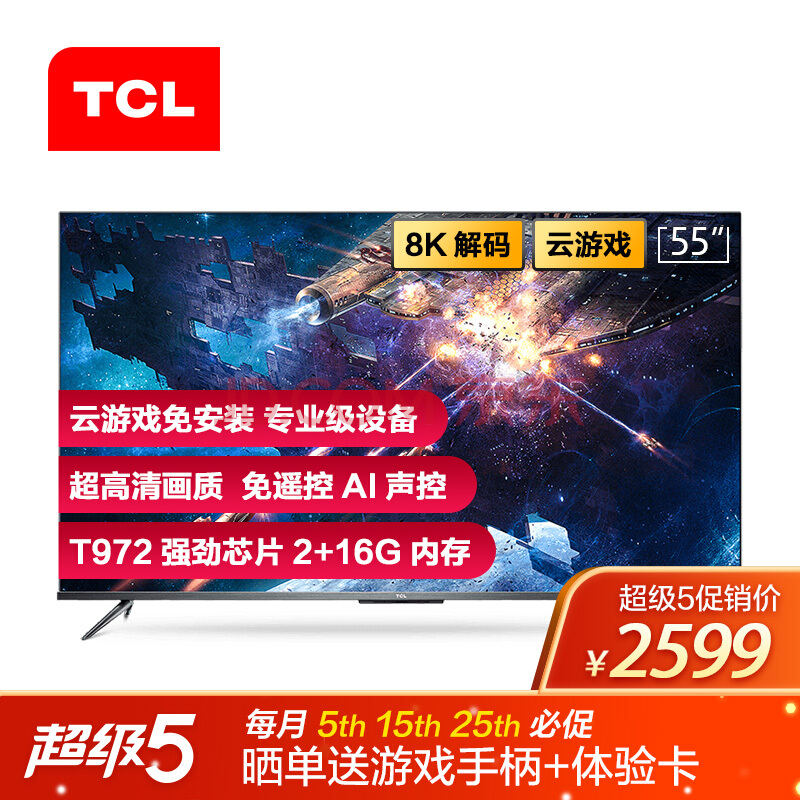 TCL
8K 解码
云游戏
55"
云游戏免安装 专业级设备
超高清画质 免遥控 AI 声控
T972 强劲芯片 2+16G 内存
TCL
超级5促销价
¥2599
超级5
每月 5th 15th 25th 必促
晒单送游戏手柄+体验卡